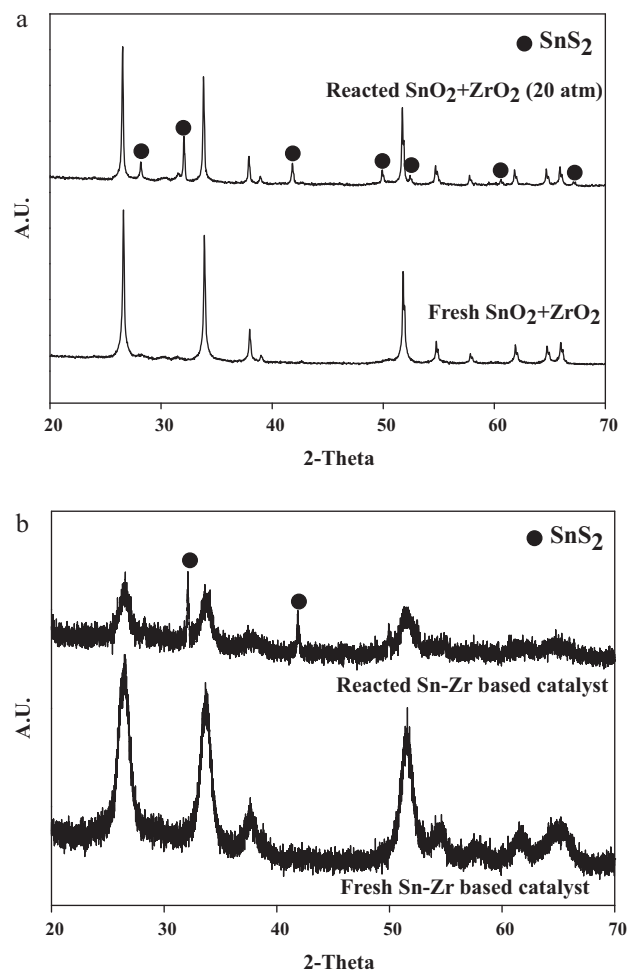 a
SnS2
Reacted SnO2+ZrO2 (20 atm)
A.U.
Fresh SnO2+ZrO2
20 30 40 50 60 70
2-Theta
b
SnS2
Reacted Sn-Zr based catalyst
A.U.
Fresh Sn-Zr based catalyst
20 30 40 50 60 70
2-Theta